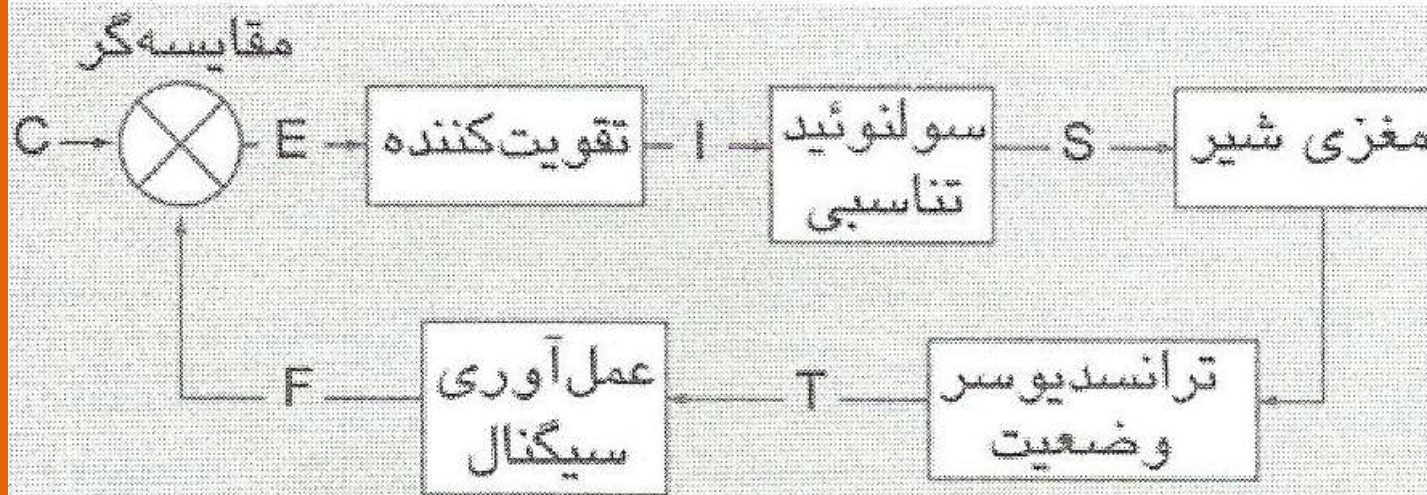 مقایسه‌گر
C
E
تقویت‌کننده
I
سولنوئید
تناسبی
S
مغزی شیر
ترانسدیوسر
وضعیت
T
عمل‌آوری
سیگنال
F